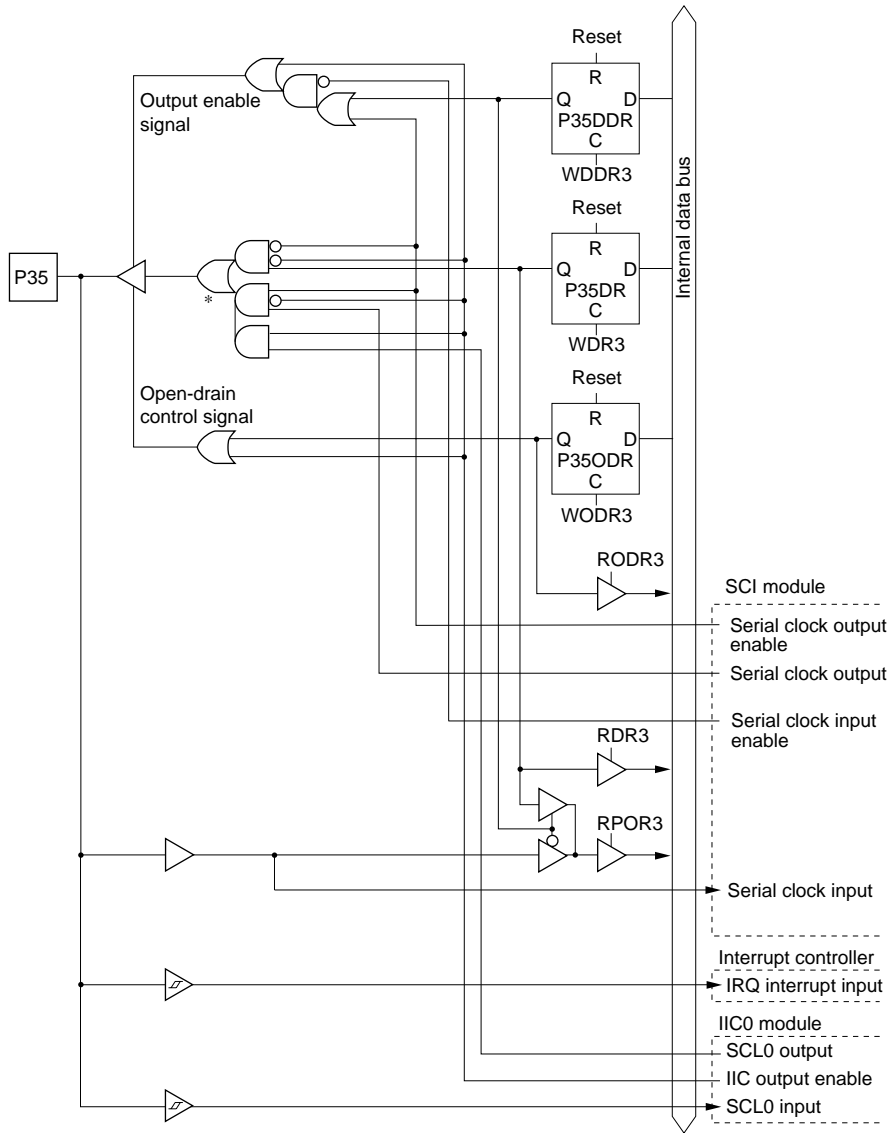 Reset
R
Q D
P35DDR
C
WDDR3
Output enable
signal
Internal data bus
Reset
R
Q D
P35DR
C
WDR3
P35
*
Reset
R
Q D
P35ODR
C
WODR3
Open-drain
control signal
RODR3
SCI module
Serial clock output
enable
Serial clock output
Serial clock input
enable
RDR3
RPOR3
Serial clock input
Interrupt controller
IRQ interrupt input
IIC0 module
SCL0 output
IIC output enable
SCL0 input